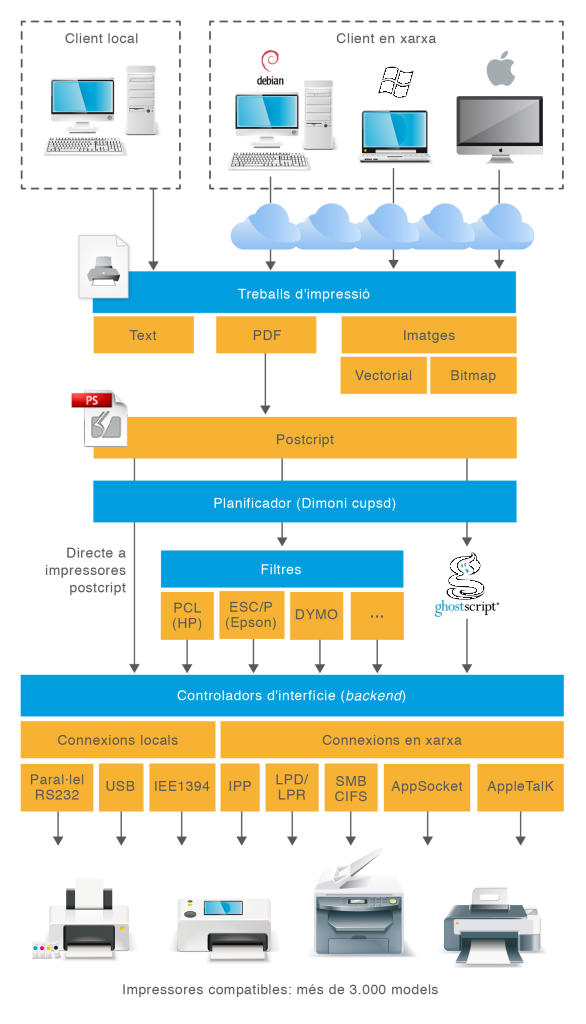 Client local
Client en xarxa
debian
Treballs d'impressió
Text
PDF
Imatges
Vectorial
Bitmap
PS
Postcript
Planificador (Dimoni cupsd)
Directe a
impressores
postcript
Filtres
PCL
(HP)
ESC/P
(Epson)
DYMO
...
ghostscript
Controladors d'interfície (backend)
Connexions locals
Connexions en xarxa
Paral·lel
RS232
USB
IEE1394
IPP
LPD/
LPR
SMB
CIFS
AppSocket
AppleTalK
Impressores compatibles: més de 3.000 models